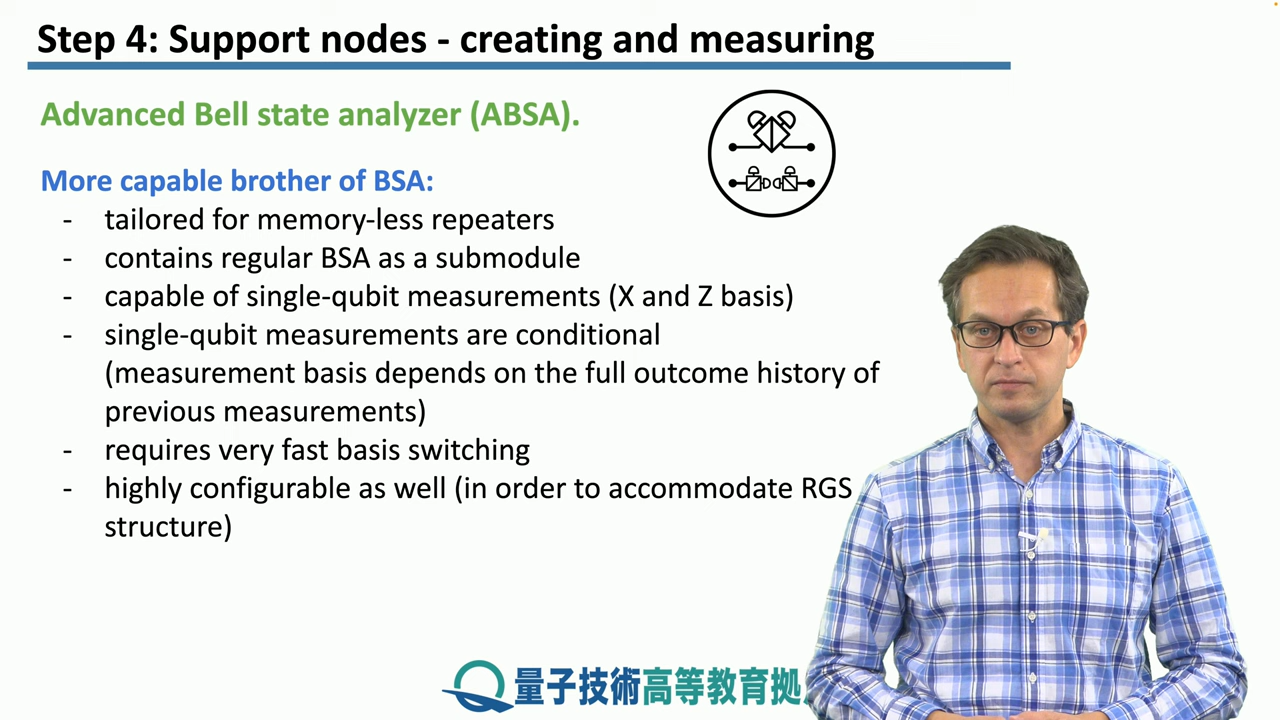 Step 4: Support nodes - creating and measuring
Advanced Bell state analyzer (ABSA).
More capable brother of BSA:
- tailored for memory-less repeaters
- contains regular BSA as a submodule
- capable of single-qubit measurements (X and Z basis)
- single-qubit measurements are conditional
(measurement basis depends on the full outcome history of
previous measurements)
- requires very fast basis switching
- highly configurable as well (in order to accommodate RGS
structure)
量子技術高等教育拠